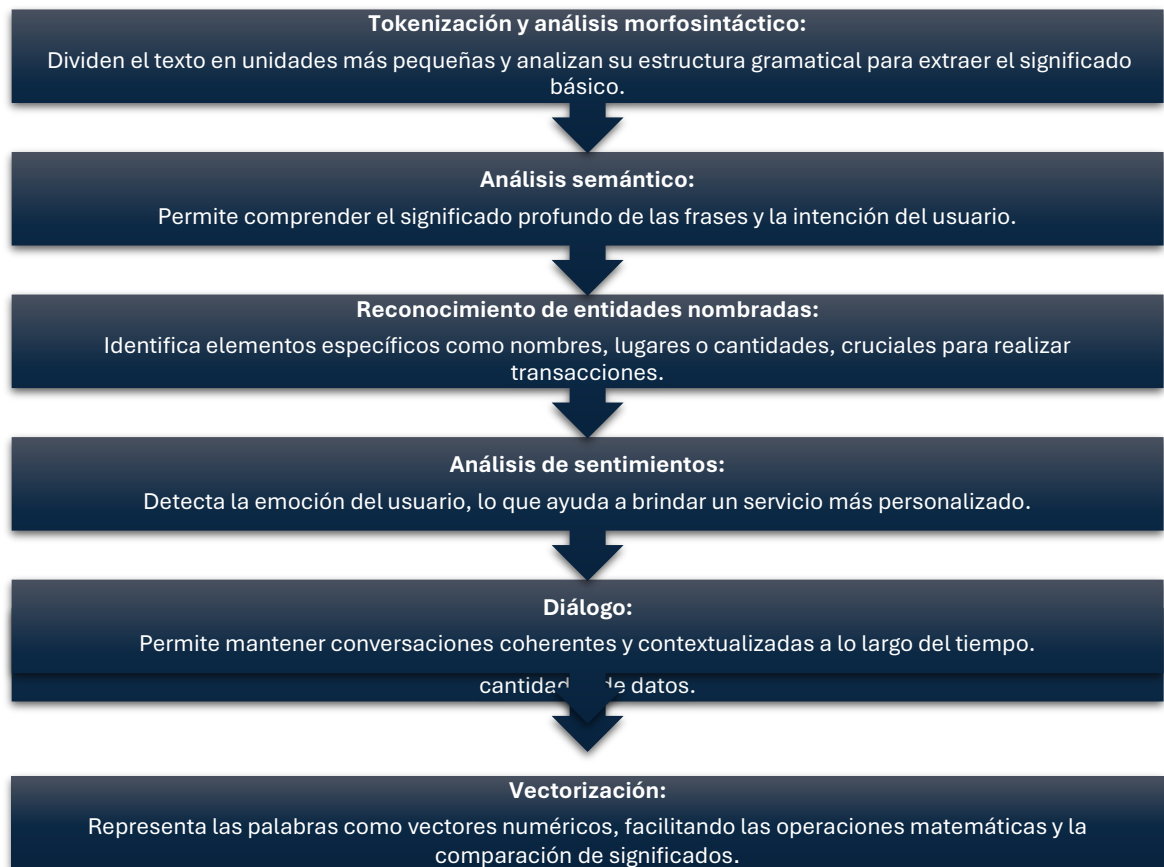 Tokenización y análisis morfosintáctico:
Dividen el texto en unidades más pequeñas y analizan su estructura gramatical para extraer el significado
básico.
Análisis semántico:
Permite comprender el significado profundo de las frases y la intención del usuario.
Reconocimiento de entidades nombradas:
Identifica elementos específicos como nombres, lugares o cantidades, cruciales para realizar
transacciones.
Análisis de sentimientos:
Detecta la emoción del usuario, lo que ayuda a brindar un servicio más personalizado.
Diálogo:
Permite mantener conversaciones coherentes y contextualizadas a lo largo del tiempo.
datos.
Vectorización:
Representa las palabras como vectores numéricos, facilitando las operaciones matemáticas y la
comparación de significados.